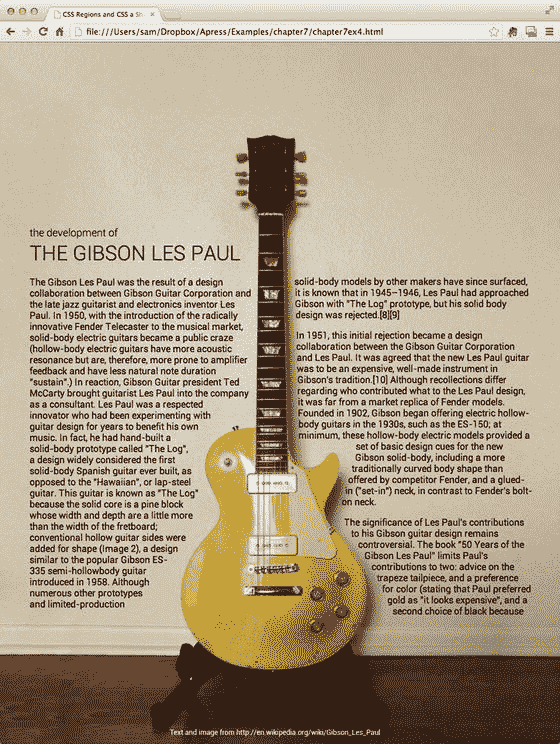 CSS Regions and CSS a Sh
file:///Users/sam/Dropbox/Apress/Examples/chapter7/chapter7ex4.html
the development of
THE GIBSON LES PAUL
The Gibson Les Paul was the result of a design
collaboration between Gibson Guitar Corporation and
the late jazz guitarist and electronics inventor Les
Paul. In 1950, with the introduction of the radically
innovative Fender Telecaster to the musical market,
solid-body electric guitars became a public craze
(hollow-body electric guitars have more acoustic
resonance but are, therefore, more prone to amplifier
feedback and have less natural note duration
"sustain".) In reaction, Gibson Guitar president Ted
McCarty brought guitarist Les Paul into the company
as a consultant. Les Paul was a respected
innovator who had been experimenting with
guitar design for years to benefit his own
music. In fact, he had hand-built a
solid-body prototype called "The Log",
a design widely considered the first
solid-body Spanish guitar ever built, as
opposed to the "Hawaiian", or lap-steel
guitar. This guitar is known as "The Log"
because the solid core is a pine block
whose width and depth are a little more
than the width of the fretboard;
conventional hollow guitar sides were
added for shape (Image 2), a design
similar to the popular Gibson ES-
335 semi-hollowbody guitar
introduced in 1958. Although
numerous other prototypes
and limited-production
solid-body models by other makers have since surfaced,
it is known that in 1945–1946, Les Paul had approached
Gibson with "The Log" prototype, but his solid body
design was rejected.[8][9]
In 1951, this initial rejection became a design
collaboration between the Gibson Guitar Corporation
and Les Paul. It was agreed that the new Les Paul guitar
was to be an expensive, well-made instrument in
Gibson's tradition.[10] Although recollections differ
regarding who contributed what to the Les Paul design,
it was far from a market replica of Fender models.
Founded in 1902, Gibson began offering electric hollow-
body guitars in the 1930s, such as the ES-150; at
minimum, these hollow-body electric models provided a
set of basic design cues for the new
Gibson solid-body, including a more
traditionally curved body shape than
offered by competitor Fender, and a glued-
in ("set-in") neck, in contrast to Fender's bolt-
on neck.
The significance of Les Paul's contributions
to his Gibson guitar design remains
controversial. The book "50 Years of the
Gibson Les Paul" limits Paul's
contributions to two: advice on the
trapeze tailpiece, and a preference
for color (stating that Paul preferred
gold as "it looks expensive", and a
second choice of black because
Text and image from http://en.wikipedia.org/wiki/Gibson_Les_Paul